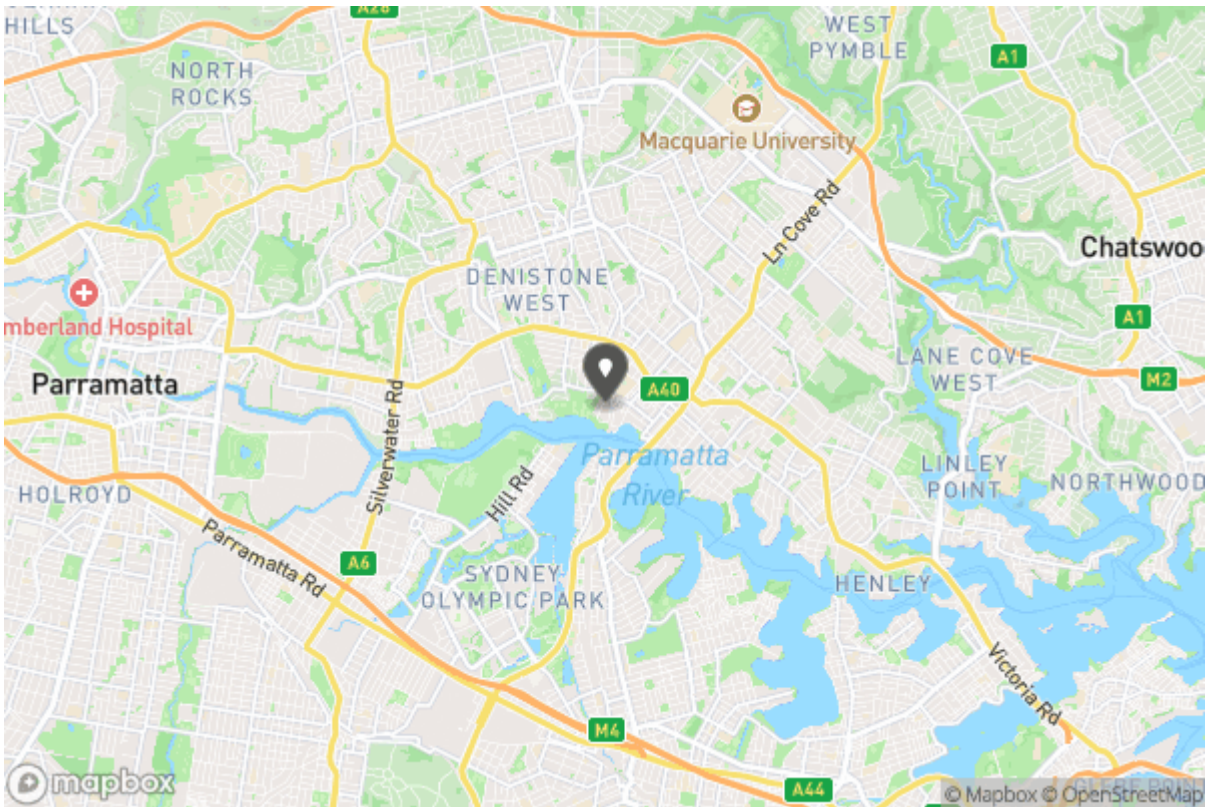 HILLS
A28
WEST
PYMBLE
A1
NORTH
ROCKS
Macquarie University
Ln Cove Rd
Chatswoo
DENISTONE
WEST
mberland Hospital
A1
LANE COVE
WEST
M2
Parramatta
A40
Silverwater Rd
Parramatta
River
LINLEY
POINT
NORTHWOOD
HOLROYD
Hill Rd
Parramatta Rd
A6
SYDNEY
OLYMPIC PARK
HENLEY
Victoria Rd
M4
A44
mapbox
© Mapbox © OpenStreetMap